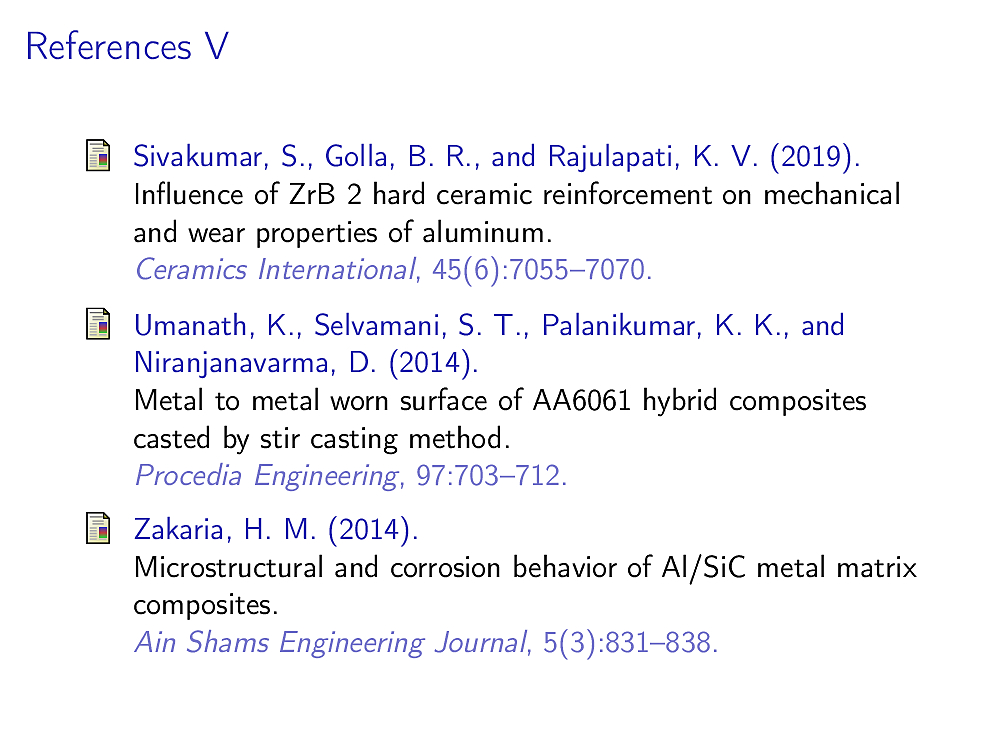 References V
Sivakumar, S., Golla, B. R., and Rajulapati, K. V. (2019).
Influence of ZrB 2 hard ceramic reinforcement on mechanical
and wear properties of aluminum.
Ceramics International, 45(6):7055–7070.
Umanath, K., Selvamani, S. T., Palanikumar, K. K., and
Niranjanavarma, D. (2014).
Metal to metal worn surface of AA6061 hybrid composites
casted by stir casting method.
Procedia Engineering, 97:703–712.
Zakaria, H. M. (2014).
Microstructural and corrosion behavior of Al/SiC metal matrix
composites.
Ain Shams Engineering Journal, 5(3):831–838.